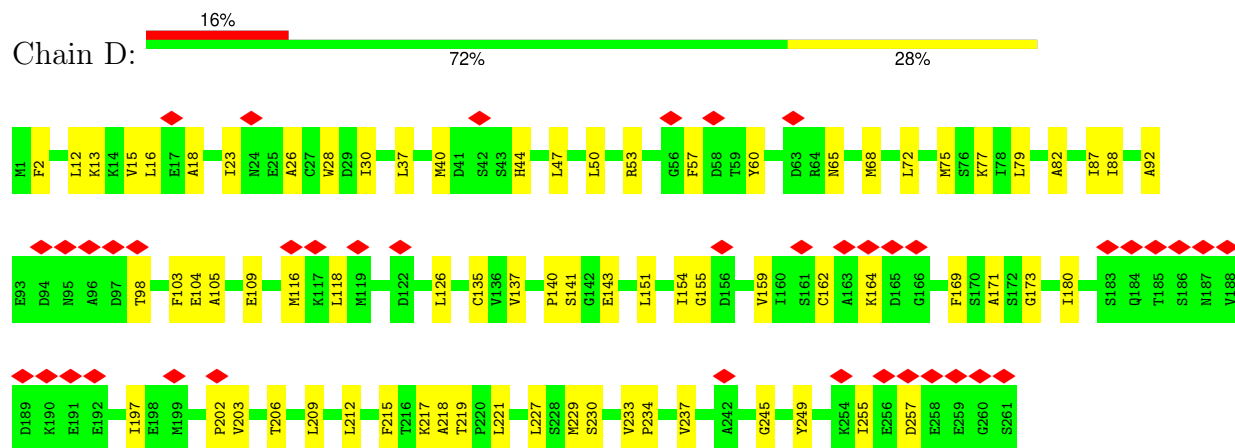 16%
Chain D:
72% 28%
M1 F2 L12 K13 K14 V15 L16 E17 A18 I23 N24 E25 A26 C27 W28 D29 I30 L37 M40 D41 S42 S43 H44 L47 L50 R53 G56 F57 D58 T59 Y60 D63 R64 N65 M68 L72 M75 S76 K77 I78 L79 A82 I87 I88 A92
E93 D94 N95 A96 D97 T98 F103 E104 A105 E109 M116 K117 L118 M119 D122 L126 C135 V136 V137 P140 S141 G142 E143 L151 I154 G155 D156 V159 I160 S161 C162 A163 K164 D165 G166 F169 S170 A171 S172 G173 I180 S183 Q184 T185 S186 N187 V188
D189 K190 E191 E192 I197 E198 M199 P202 V203 T206 L209 L212 F215 T216 K217 A218 T219 P220 L221 L227 S228 M229 S230 V233 P234 V237 A242 G245 Y249 K254 I255 E256 D257 E258 E259 G260 S261